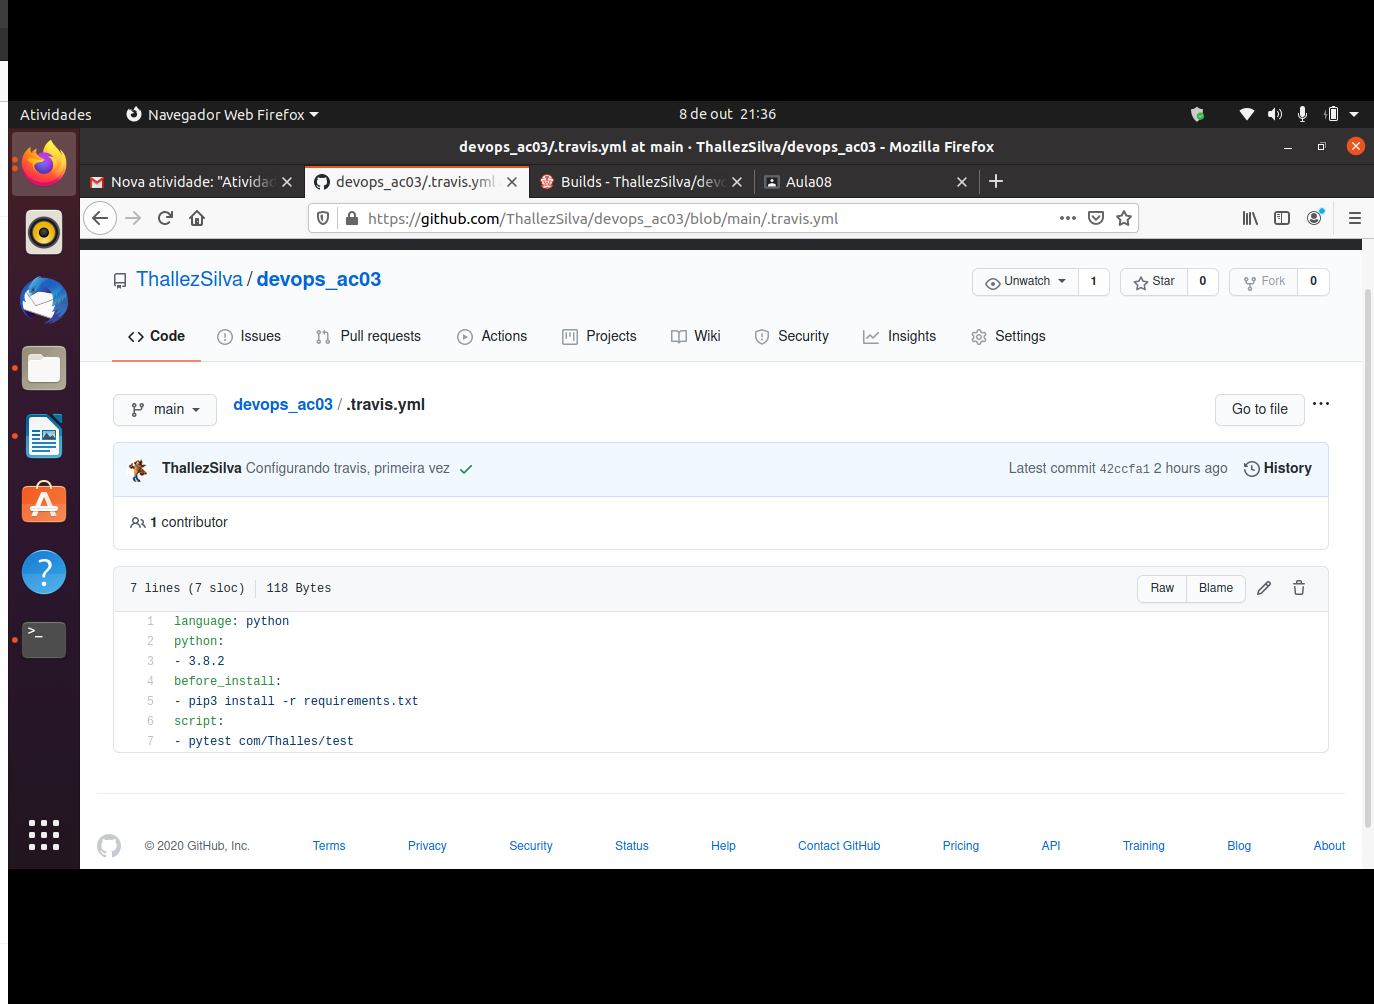 Atividades Navegador Web Firefox 8 de out 21:36
devops_ac03/.travis.yml at main · ThallezSilva/devops_ac03 - Mozilla Firefox
Nova atividade: "Atividad devops_ac03/.travis.yml Builds - ThallezSilva/devo Aula08
https://github.com/ThallezSilva/devops_ac03/blob/main/.travis.yml
ThallezSilva / devops_ac03 Unwatch 1 Star 0 Fork 0
Code Issues Pull requests Actions Projects Wiki Security Insights Settings
main devops_ac03 / .travis.yml Go to file
ThallezSilva Configurando travis, primeira vez Latest commit 42ccfa1 2 hours ago History
1 contributor
7 lines (7 sloc) 118 Bytes Raw Blame
1 language: python
2 python:
3 - 3.8.2
4 before_install:
5 - pip3 install -r requirements.txt
6 script:
7 - pytest com/Thalles/test
© 2020 GitHub, Inc. Terms Privacy Security Status Help Contact GitHub Pricing API Training Blog About